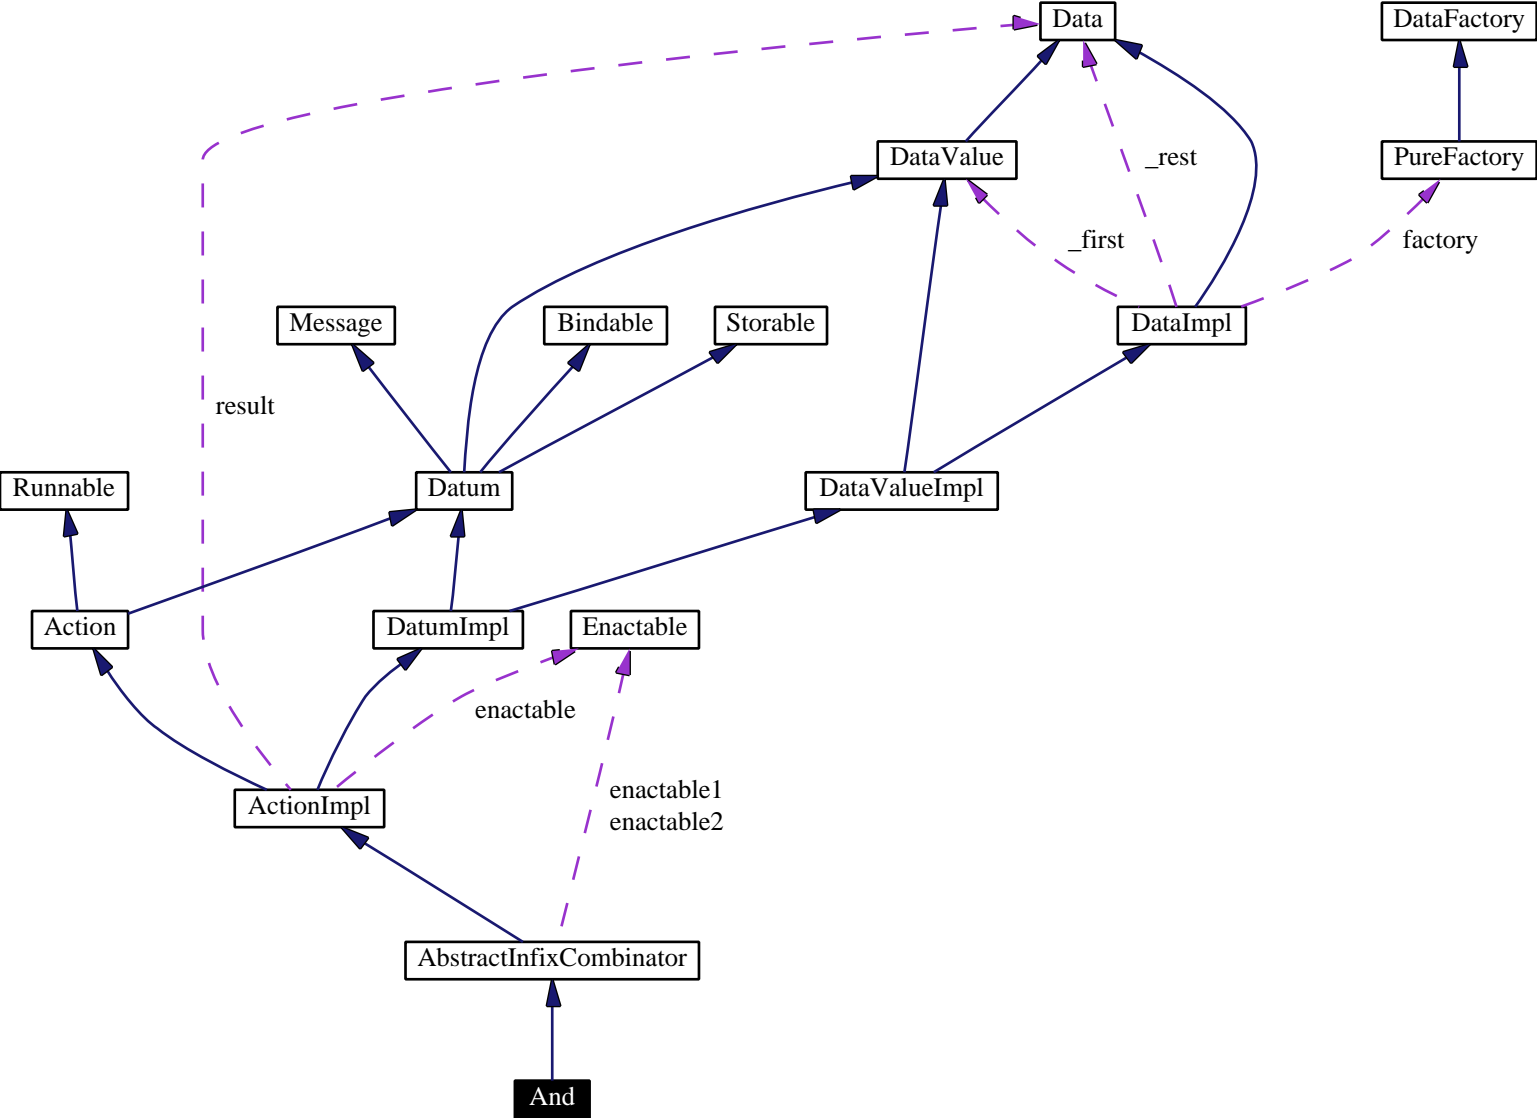 Data
DataFactory
DataValue
_rest
PureFactory
_first
factory
Message
Bindable
Storable
DataImpl
result
Runnable
Datum
DataValueImpl
Action
DatumImpl
Enactable
enactable
ActionImpl
enactable1
enactable2
AbstractInfixCombinator
And